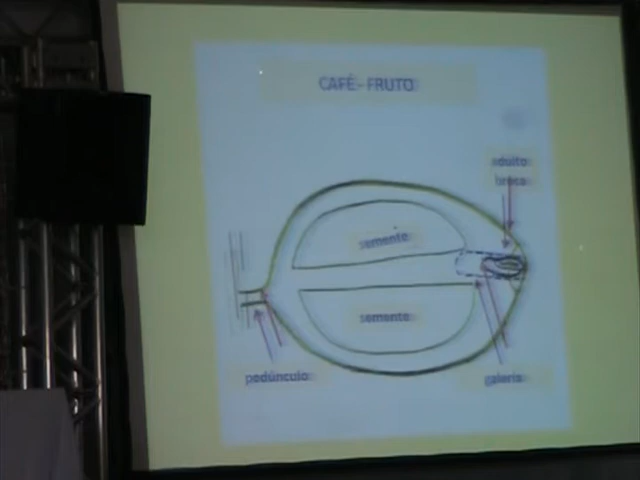 CAFÉ - FRUTO
adulto
broca
semente
semente
pedúnculo
galeria